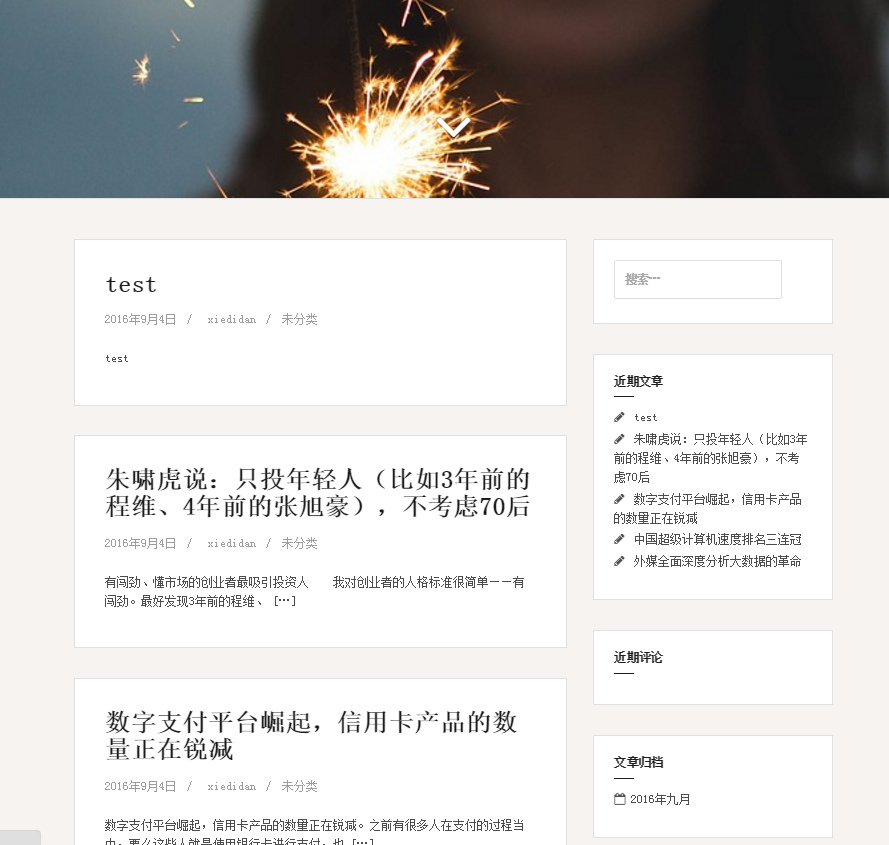 test
2016年9月4日 / xiedidan / 未分类
test
朱啸虎说：只投年轻人（比如3年前的
程维、4年前的张旭豪），不考虑70后
2016年9月4日 / xiedidan / 未分类
有闯劲、懂市场的创业者最吸引投资人　　我对创业者的人格标准很简单——有
闯劲。最好发现3年前的程维、 […]
数字支付平台崛起，信用卡产品的数
量正在锐减
2016年9月4日 / xiedidan / 未分类
数字支付平台崛起，信用卡产品的数量正在锐减。之前有很多人在支付的过程当
中，要么这些人就是使用银行卡进行支付，也 […]
搜索…
近期文章
test
朱啸虎说：只投年轻人（比如3年
前的程维、4年前的张旭豪），不考
虑70后
数字支付平台崛起，信用卡产品
的数量正在锐减
中国超级计算机速度排名三连冠
外媒全面深度分析大数据的革命
近期评论
文章归档
2016年九月